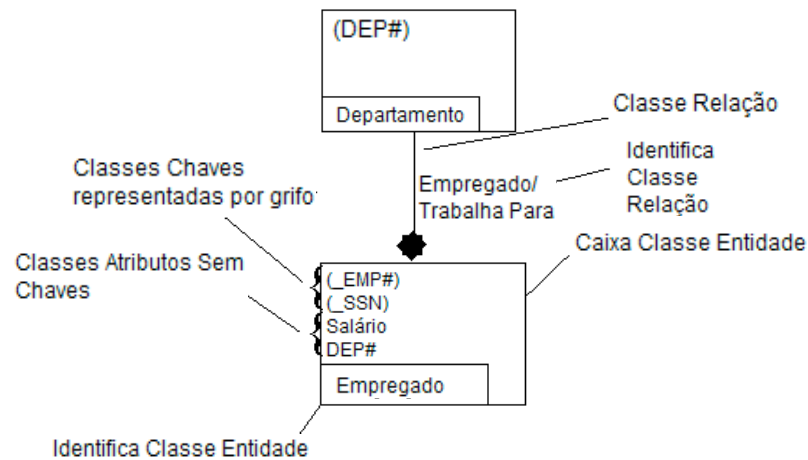 (DEP#)
Departamento
Classe Relação
Classes Chaves
representadas por grifo
Empregado/
Trabalha Para
Identifica
Classe
Relação
Caixa Classe Entidade
Classes Atributos Sem
Chaves
(_EMP#)
(_SSN)
Salário
DEP#
Empregado
Identifica Classe Entidade